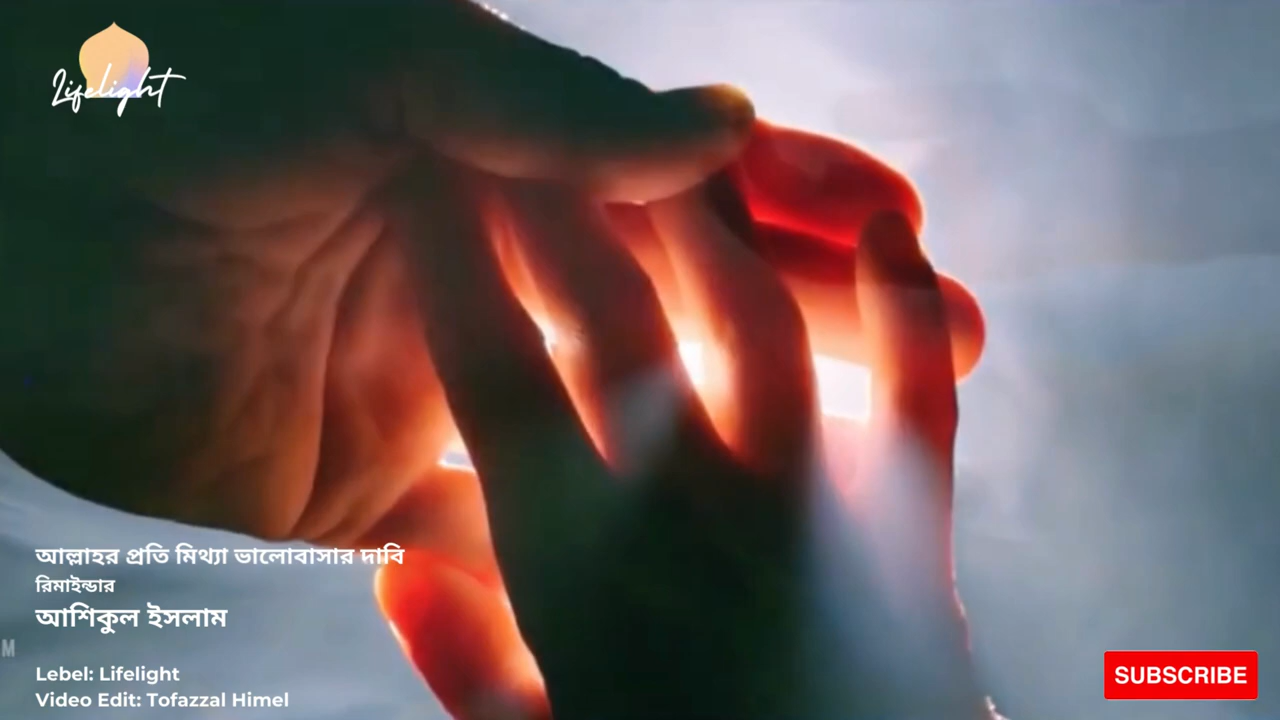 Lifelight
আল্লাহর প্রতি মিথ্যা ভালোবাসার দাবি
রিমাইন্ডার
আশিকুল ইসলাম
M
Lebel: Lifelight
Video Edit: Tofazzal Himel
SUBSCRIBE